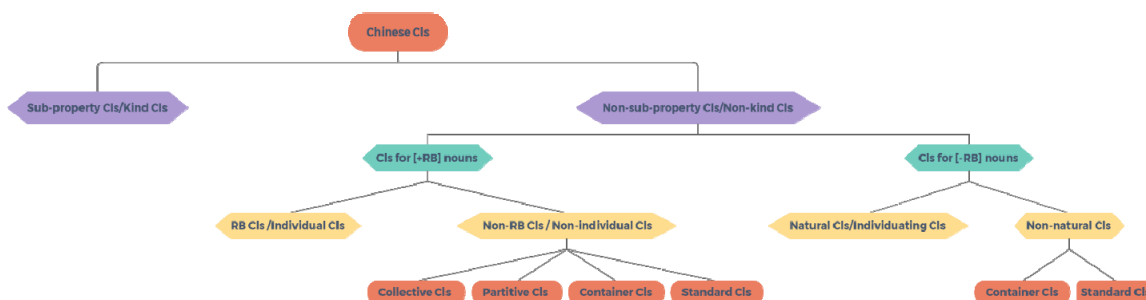 Chinese Cls
Sub-property Cls/Kind Cls
Non-sub-property Cls/Non-kind Cls
Cls for [+RB] nouns
Cls for [-RB] nouns
RB Cls /Individual Cls
Non-RB Cls / Non-individual Cls
Natural Cls/Individuating Cls
Non-natural Cls
Collective Cls
Partitive Cls
Container Cls
Standard Cls
Container Cls
Standard Cls